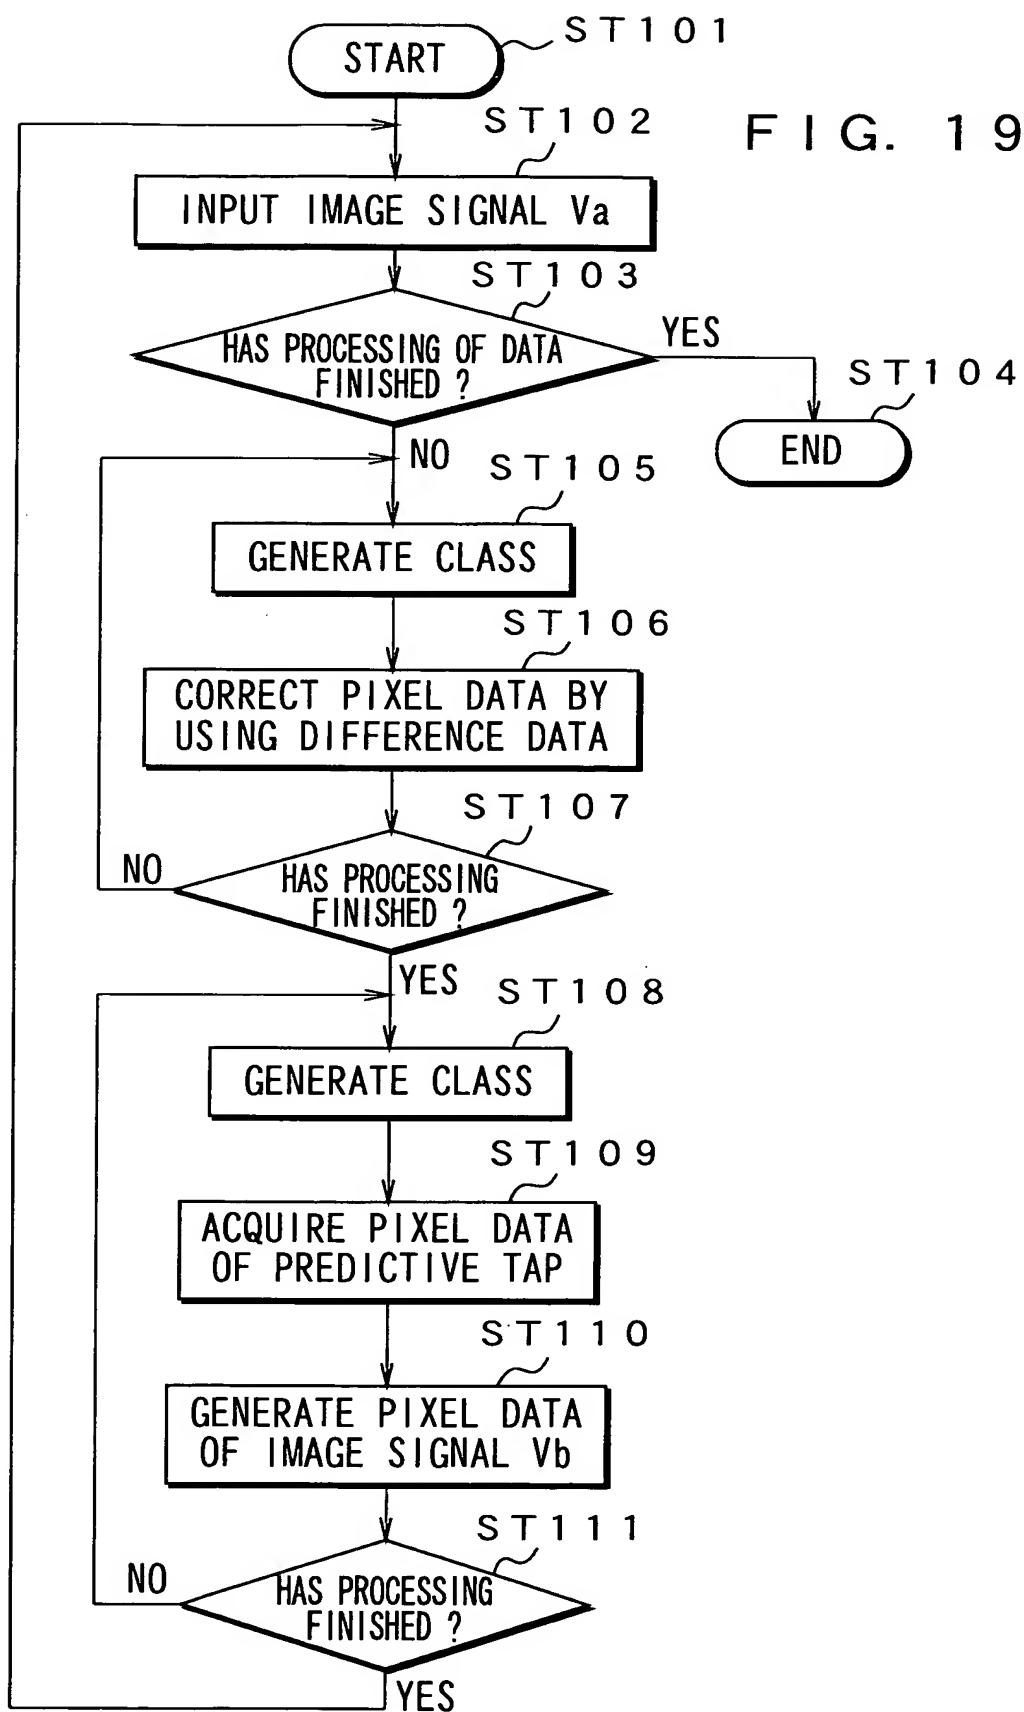 START
ST101
FIG. 19
ST102
INPUT IMAGE SIGNAL Va
ST103
HAS PROCESSING OF DATA
FINISHED ?
YES
ST104
END
NO
ST105
GENERATE CLASS
ST106
CORRECT PIXEL DATA BY
USING DIFFERENCE DATA
ST107
NO
HAS PROCESSING
FINISHED ?
YES
ST108
GENERATE CLASS
ST109
ACQUIRE PIXEL DATA
OF PREDICTIVE TAP
ST110
GENERATE PIXEL DATA
OF IMAGE SIGNAL Vb
ST111
NO
HAS PROCESSING
FINISHED ?
YES